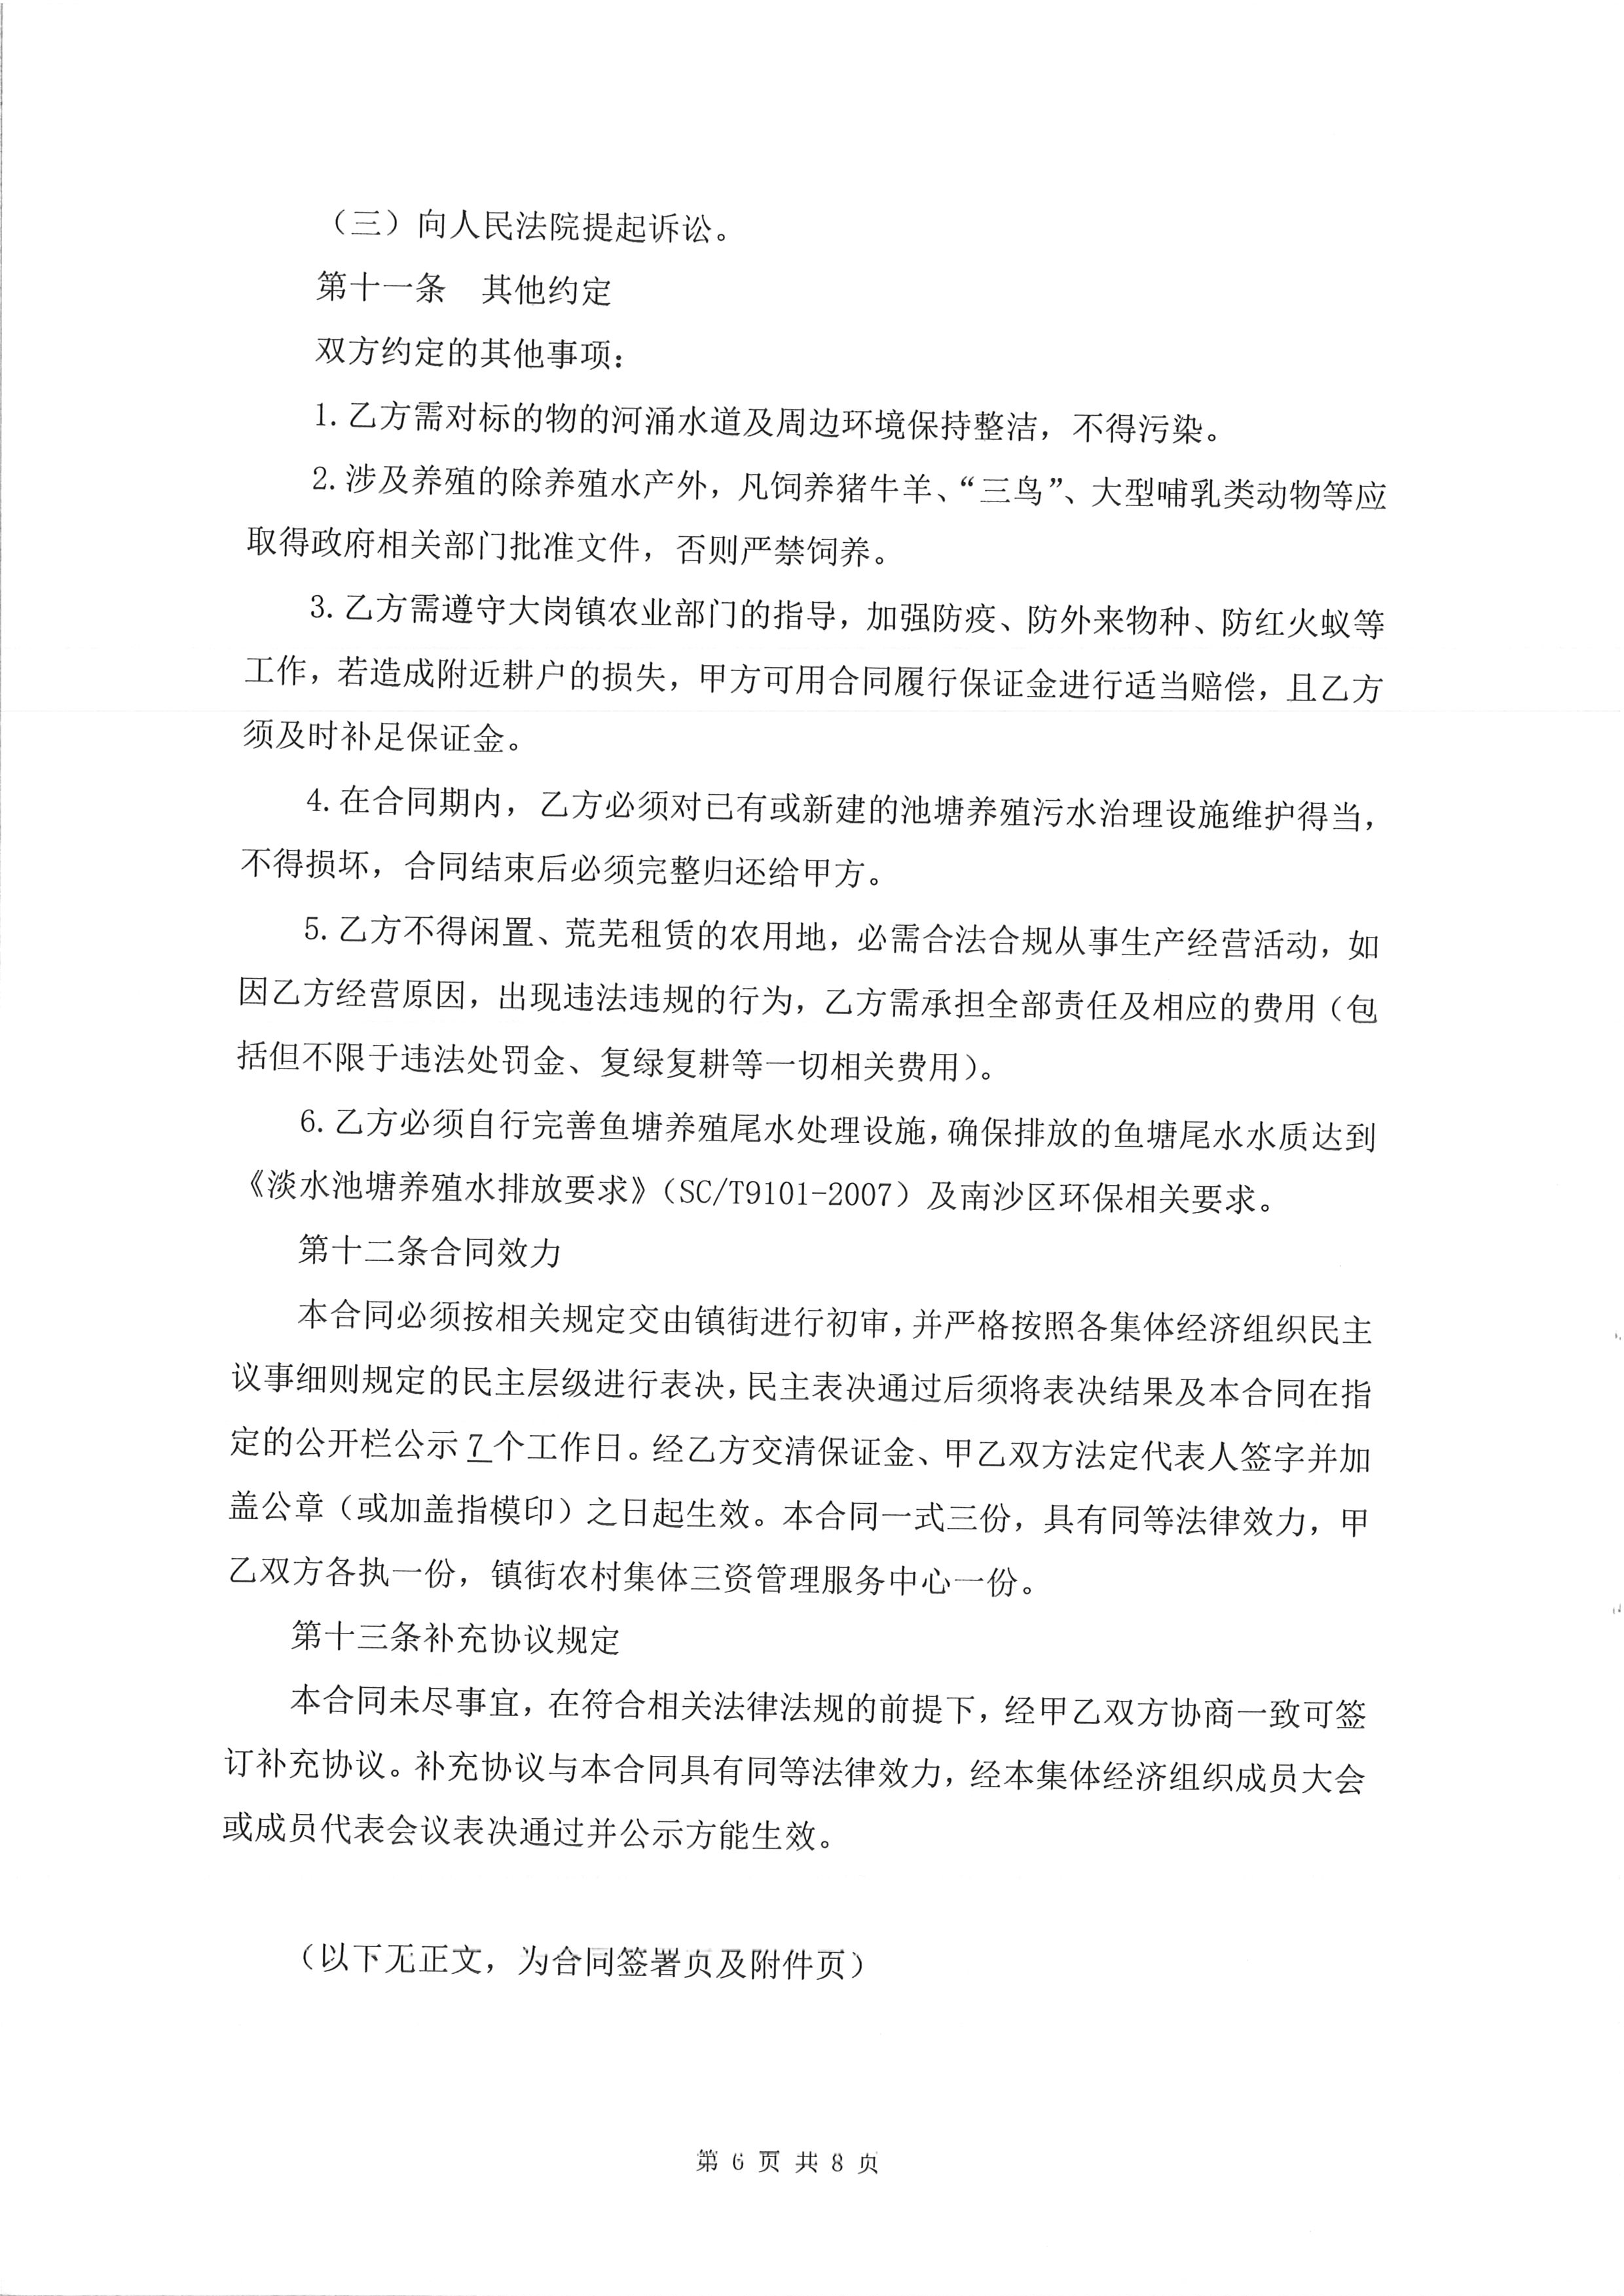 （三）向人民法院提起诉讼。
第十一条　其他约定
双方约定的其他事项：
1.乙方需对标的物的河涌水道及周边环境保持整洁，不得污染。
2.涉及养殖的除养殖水产外，凡饲养猪牛羊、“三鸟”、大型哺乳类动物等应
取得政府相关部门批准文件，否则严禁饲养。
3.乙方需遵守大岗镇农业部门的指导，加强防疫、防外来物种、防红火蚁等
工作，若造成附近耕户的损失，甲方可用合同履行保证金进行适当赔偿，且乙方
须及时补足保证金。
4.在合同期内，乙方必须对已有或新建的池塘养殖污水治理设施维护得当，
不得损坏，合同结束后必须完整归还给甲方。
5.乙方不得闲置、荒芜租赁的农用地，必需合法合规从事生产经营活动，如
因乙方经营原因，出现违法违规的行为，乙方需承担全部责任及相应的费用（包
括但不限于违法处罚金、复绿复耕等一切相关费用）。
6.乙方必须自行完善鱼塘养殖尾水处理设施，确保排放的鱼塘尾水水质达到
《淡水池塘养殖水排放要求》（SC/T9101-2007）及南沙区环保相关要求。
第十二条合同效力
本合同必须按相关规定交由镇街进行初审，并严格按照各集体经济组织民主
议事细则规定的民主层级进行表决，民主表决通过后须将表决结果及本合同在指
定的公开栏公示 7 个工作日。经乙方交清保证金、甲乙双方法定代表人签字并加
盖公章（或加盖指模印）之日起生效。本合同一式三份，具有同等法律效力，甲
乙双方各执一份，镇街农村集体三资管理服务中心一份。
第十三条补充协议规定
本合同未尽事宜，在符合相关法律法规的前提下，经甲乙双方协商一致可签
订补充协议。补充协议与本合同具有同等法律效力，经本集体经济组织成员大会
或成员代表会议表决通过并公示方能生效。
（以下无正文，为合同签署页及附件页）
第 6 页 共 8 页